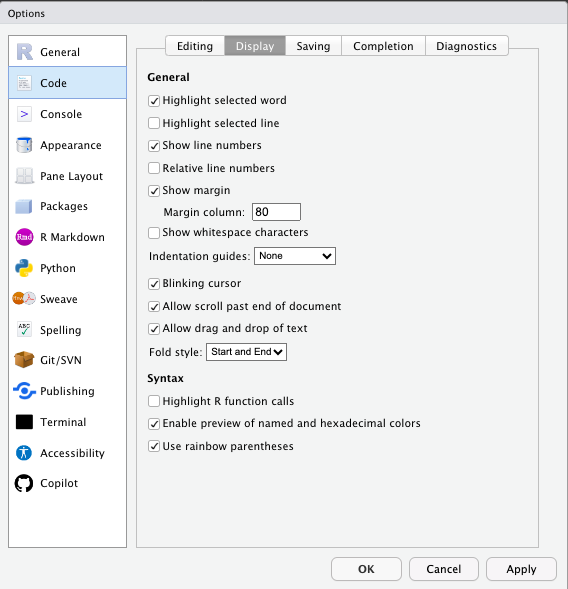 Options
General
Code
Console
Appearance
Pane Layout
Packages
Rmd R Markdown
Python
Sweave
ABC Spelling
Git/SVN
Publishing
Terminal
Accessibility
Copilot
Editing Display Saving Completion Diagnostics
General
Highlight selected word
Highlight selected line
Show line numbers
Relative line numbers
Show margin
Margin column: 80
Show whitespace characters
Indentation guides: None
Blinking cursor
Allow scroll past end of document
Allow drag and drop of text
Fold style: Start and End
Syntax
Highlight R function calls
Enable preview of named and hexadecimal colors
Use rainbow parentheses
OK Cancel Apply